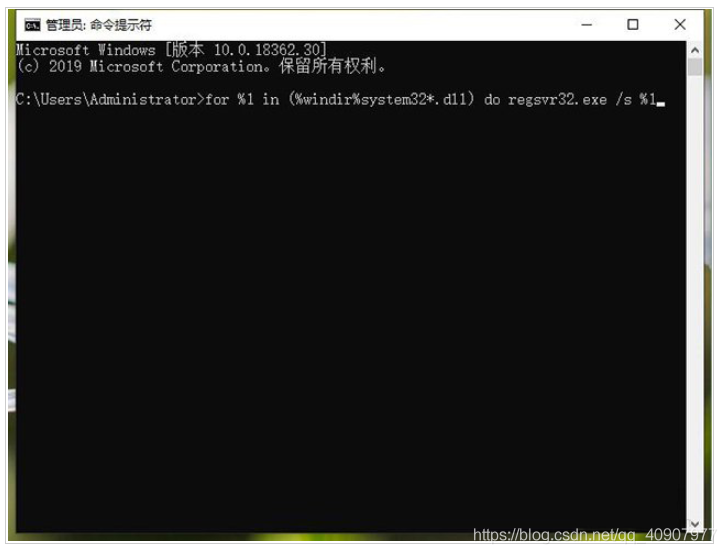 管理员: 命令提示符
Microsoft Windows [版本 10.0.18362.30]
(c) 2019 Microsoft Corporation。保留所有权利。
C:\Users\Administrator>for %1 in (%windir%system32*.dll) do regsvr32.exe /s %1
https://blog.csdn.net/qq_40907977